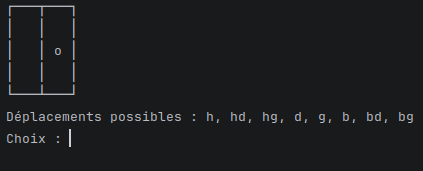 o
Déplacements possibles : h, hd, hg, d, g, b, bd, bg
Choix :